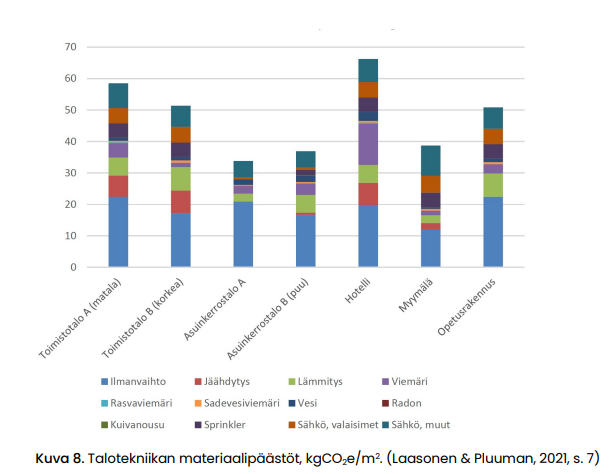 70
60
50
40
30
20
10
0
Toimistotalo A (matala)
Toimistotalo B (korkea)
Asuinkerrostalo A
Asuinkerrostalo B (puu)
Hotelli
Myymälä
Opetusrakennus
Ilmanvaihto Jäähdytys Lämmitys Viemäri
Rasvaviemäri Sadevesiviemäri Vesi Radon
Kuivanousu Sprinkler Sähkö, valaisimet Sähkö, muut
Kuva 8. Talotekniikan materiaalipäästöt, kgCO₂e/m². (Laasonen & Pluuman, 2021, s. 7)